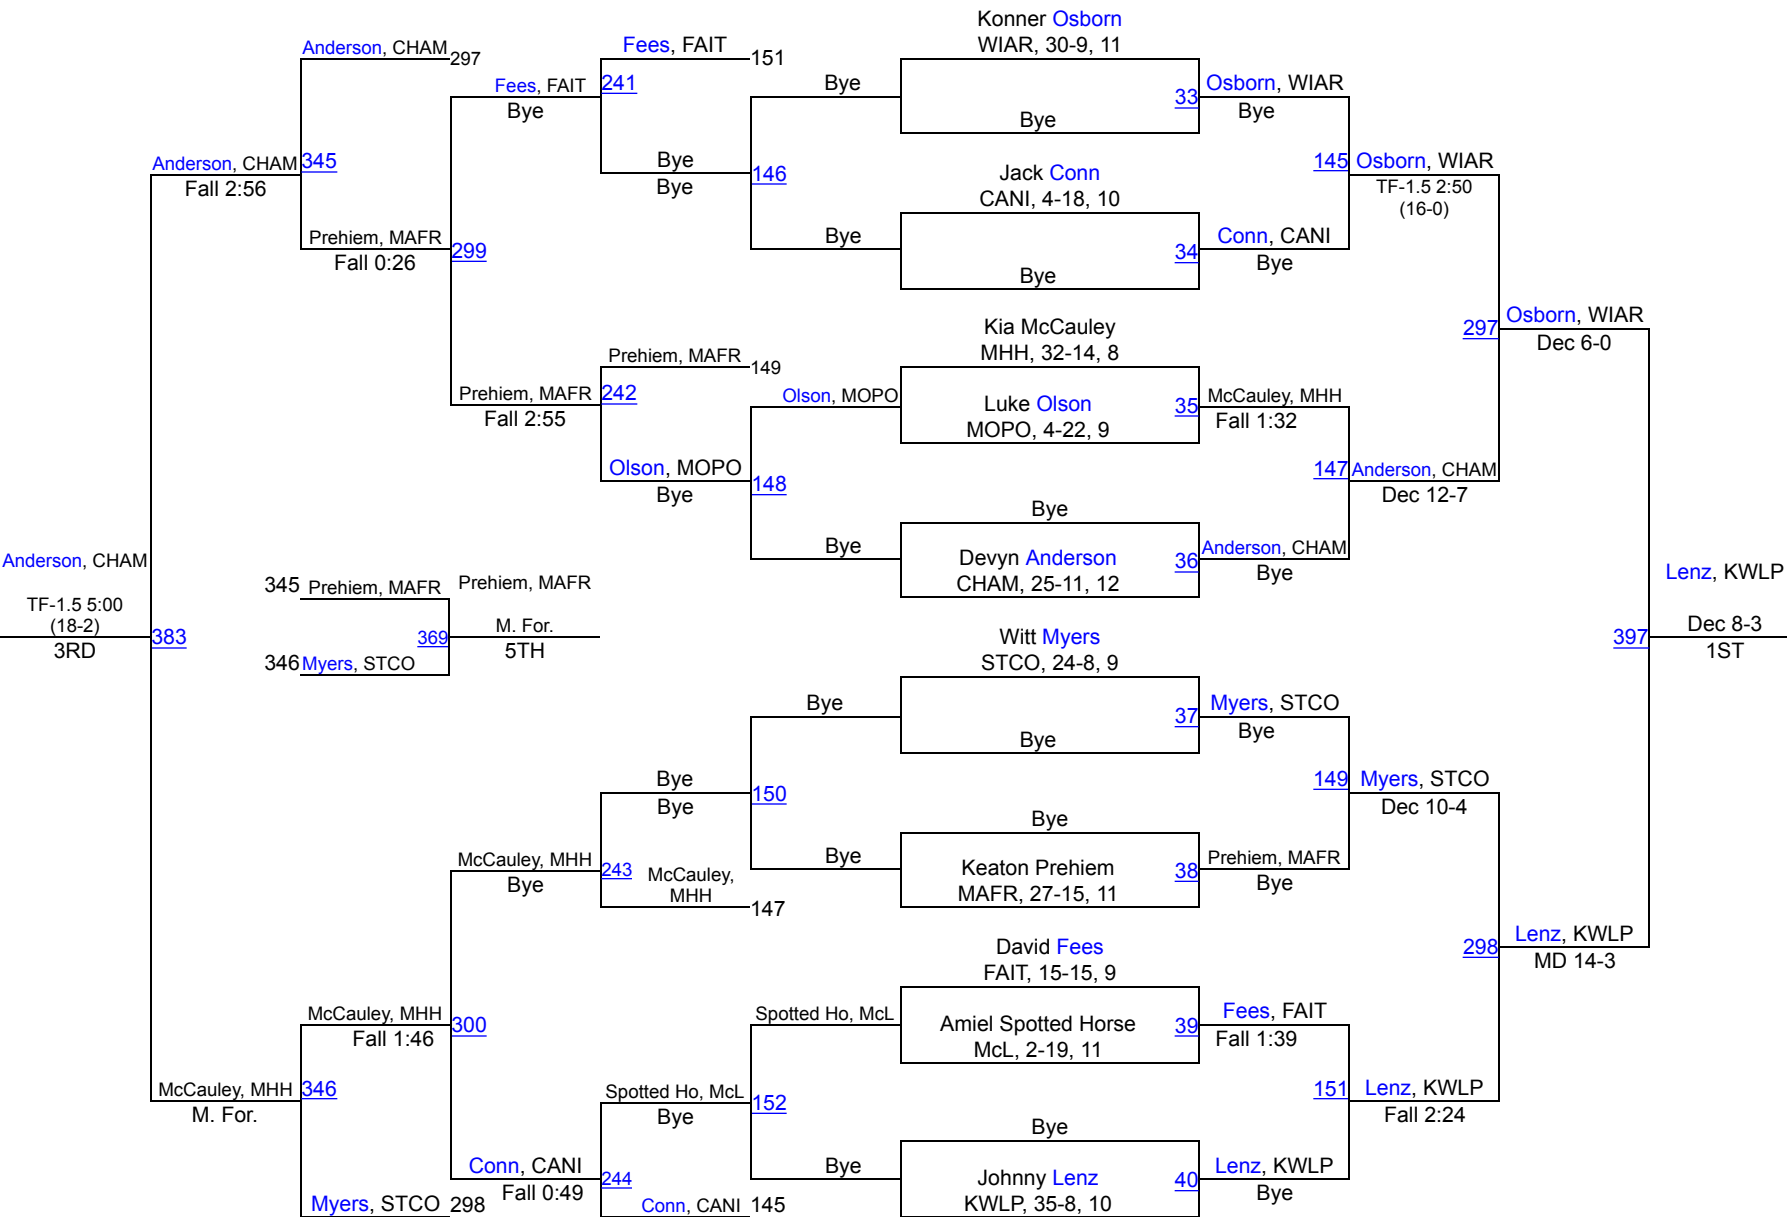 Konner Osborn
WIAR, 30-9, 11
Anderson, CHAM
297
Fees, FAIT
151
Fees, FAIT
241
Bye
Bye
Osborn, WIAR
33
Bye
Bye
Anderson, CHAM
345
Fall 2:56
Bye
Bye
146
Jack Conn
CANI, 4-18, 10
145
Osborn, WIAR
TF-1.5 2:50
(16-0)
Prehiem, MAFR
Fall 0:26
299
Bye
34
Conn, CANI
Bye
Bye
Kia McCauley
MHH, 32-14, 8
297
Osborn, WIAR
Dec 6-0
Prehiem, MAFR
149
Prehiem, MAFR
242
Fall 2:55
Olson, MOPO
Luke Olson
MOPO, 4-22, 9
35
McCauley, MHH
Fall 1:32
Olson, MOPO
Bye
148
147
Anderson, CHAM
Dec 12-7
Bye
Bye
Devyn Anderson
CHAM, 25-11, 12
36
Anderson, CHAM
Bye
Anderson, CHAM
TF-1.5 5:00
(18-2)
3RD
383
345
Prehiem, MAFR
Prehiem, MAFR
369
M. For.
5TH
346
Myers, STCO
Lenz, KWLP
397
Dec 8-3
1ST
Witt Myers
STCO, 24-8, 9
Bye
37
Myers, STCO
Bye
Bye
Bye
Bye
150
149
Myers, STCO
Dec 10-4
Bye
Bye
Keaton Prehiem
MAFR, 27-15, 11
38
Prehiem, MAFR
Bye
McCauley, MHH
Bye
243
McCauley,
MHH
147
David Fees
FAIT, 15-15, 9
298
Lenz, KWLP
MD 14-3
McCauley, MHH
Fall 1:46
300
Spotted Ho, McL
Amiel Spotted Horse
McL, 2-19, 11
39
Fees, FAIT
Fall 1:39
McCauley, MHH
346
M. For.
Spotted Ho, McL
Bye
152
151
Lenz, KWLP
Fall 2:24
Bye
Conn, CANI
Fall 0:49
244
Bye
Johnny Lenz
KWLP, 35-8, 10
40
Lenz, KWLP
Bye
Myers, STCO
298
Conn, CANI
145